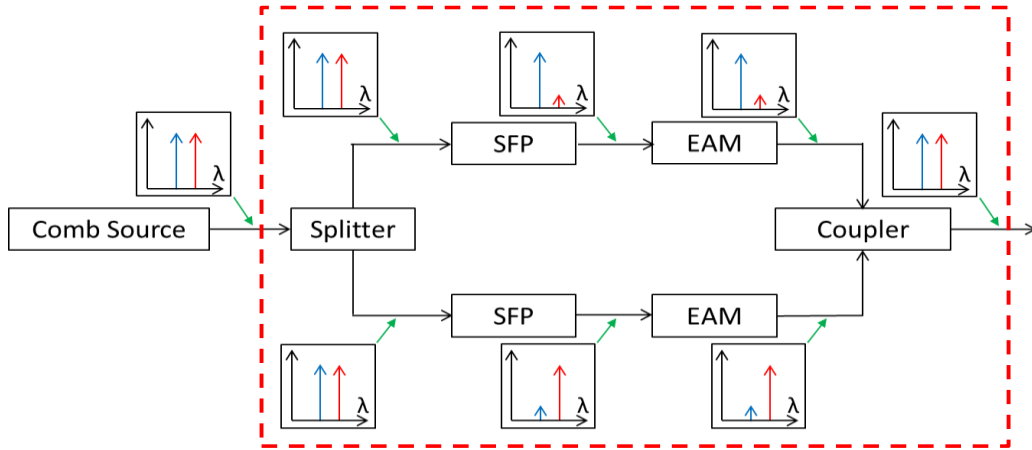 λ
λ
λ
λ
λ
SFP
EAM
Comb Source
Splitter
Coupler
SFP
EAM
λ
λ
λ